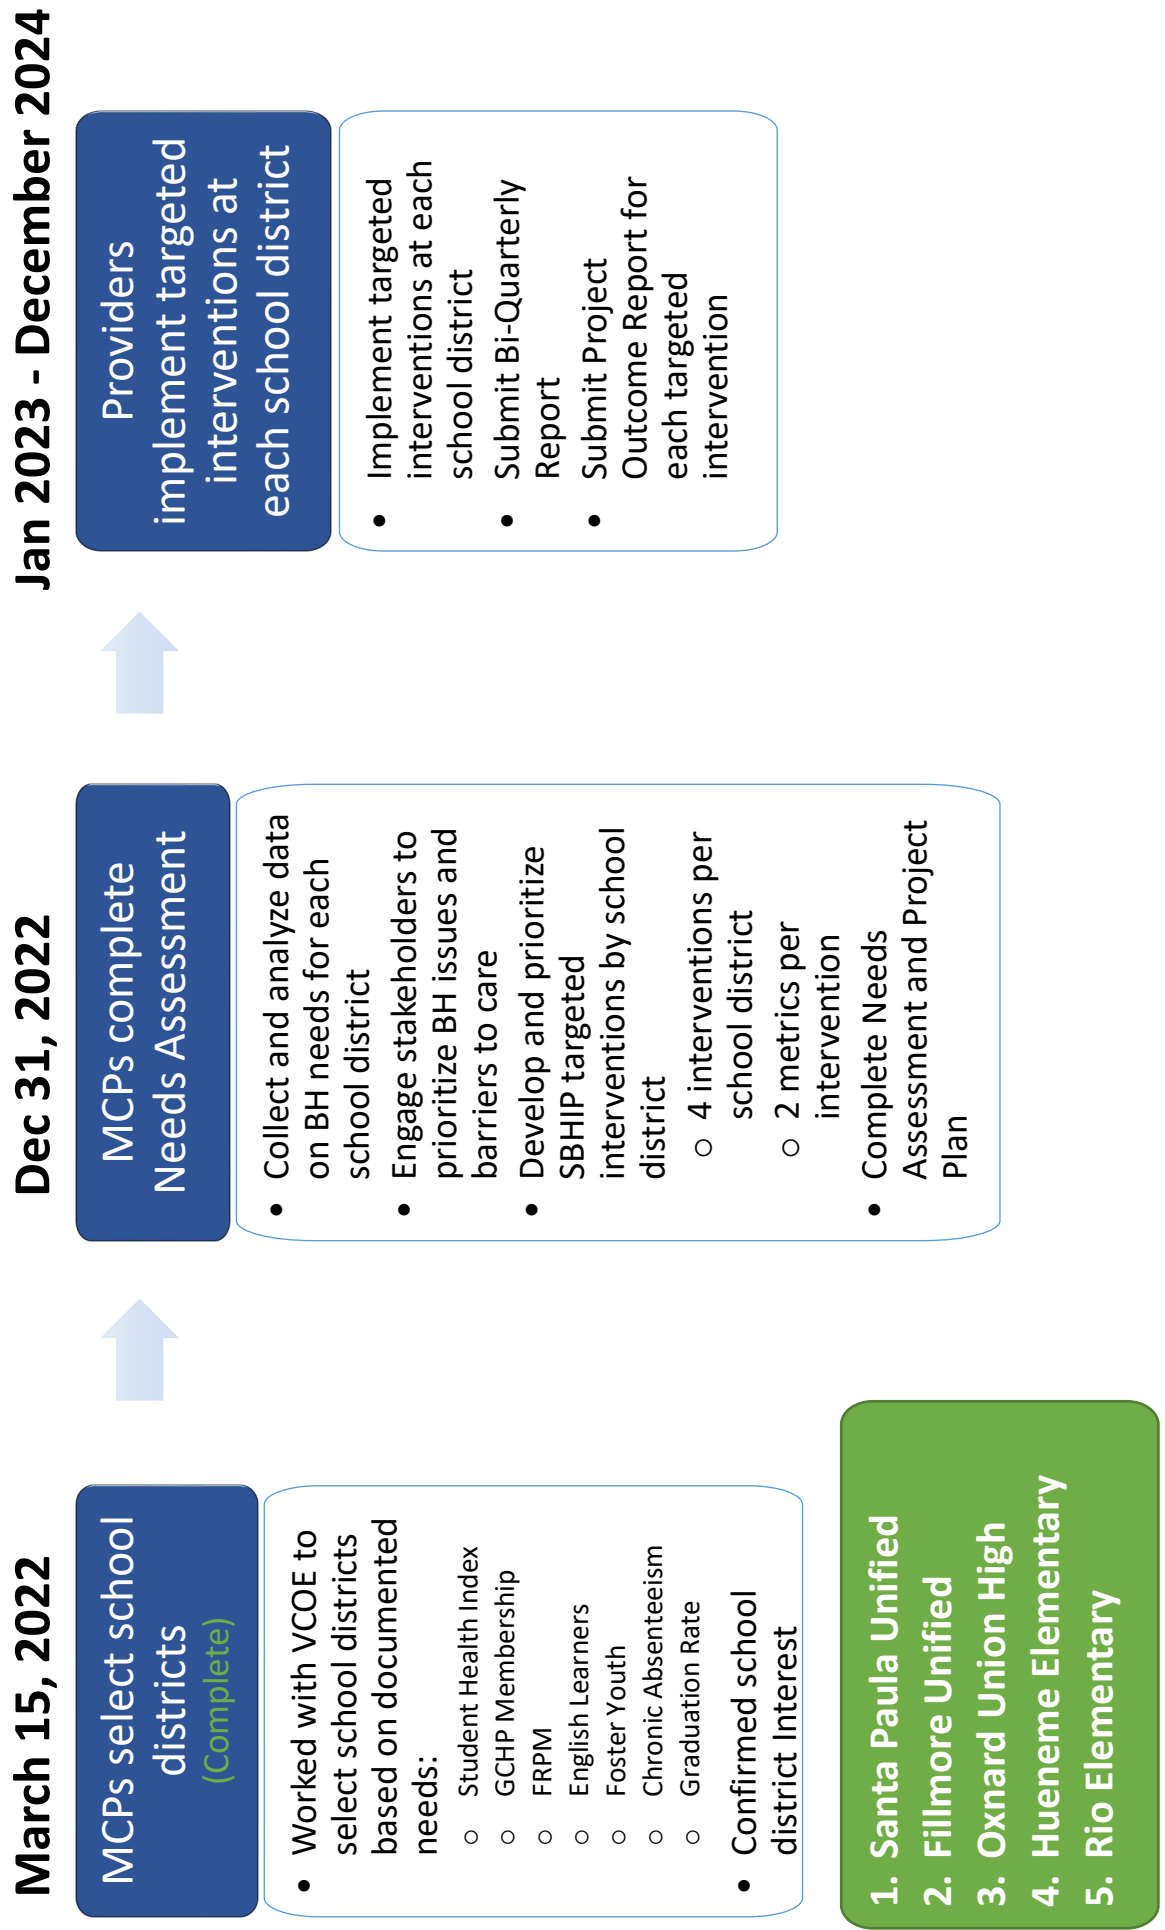 March 15, 2022
MCPs select school
districts
(Complete)
• Worked with VCOE to
select school districts
based on documented
needs:
○ Student Health Index
○ GCHP Membership
○ FRPM
○ English Learners
○ Foster Youth
○ Chronic Absenteeism
○ Graduation Rate
• Confirmed school
district Interest
1. Santa Paula Unified
2. Fillmore Unified
3. Oxnard Union High
4. Hueneme Elementary
5. Rio Elementary
Dec 31, 2022
MCPs complete
Needs Assessment
• Collect and analyze data
on BH needs for each
school district
• Engage stakeholders to
prioritize BH issues and
barriers to care
• Develop and prioritize
SBHIP targeted
interventions by school
district
○ 4 interventions per
school district
○ 2 metrics per
intervention
• Complete Needs
Assessment and Project
Plan
Jan 2023 - December 2024
Providers
implement targeted
interventions at
each school district
• Implement targeted
interventions at each
school district
• Submit Bi-Quarterly
Report
• Submit Project
Outcome Report for
each targeted
intervention